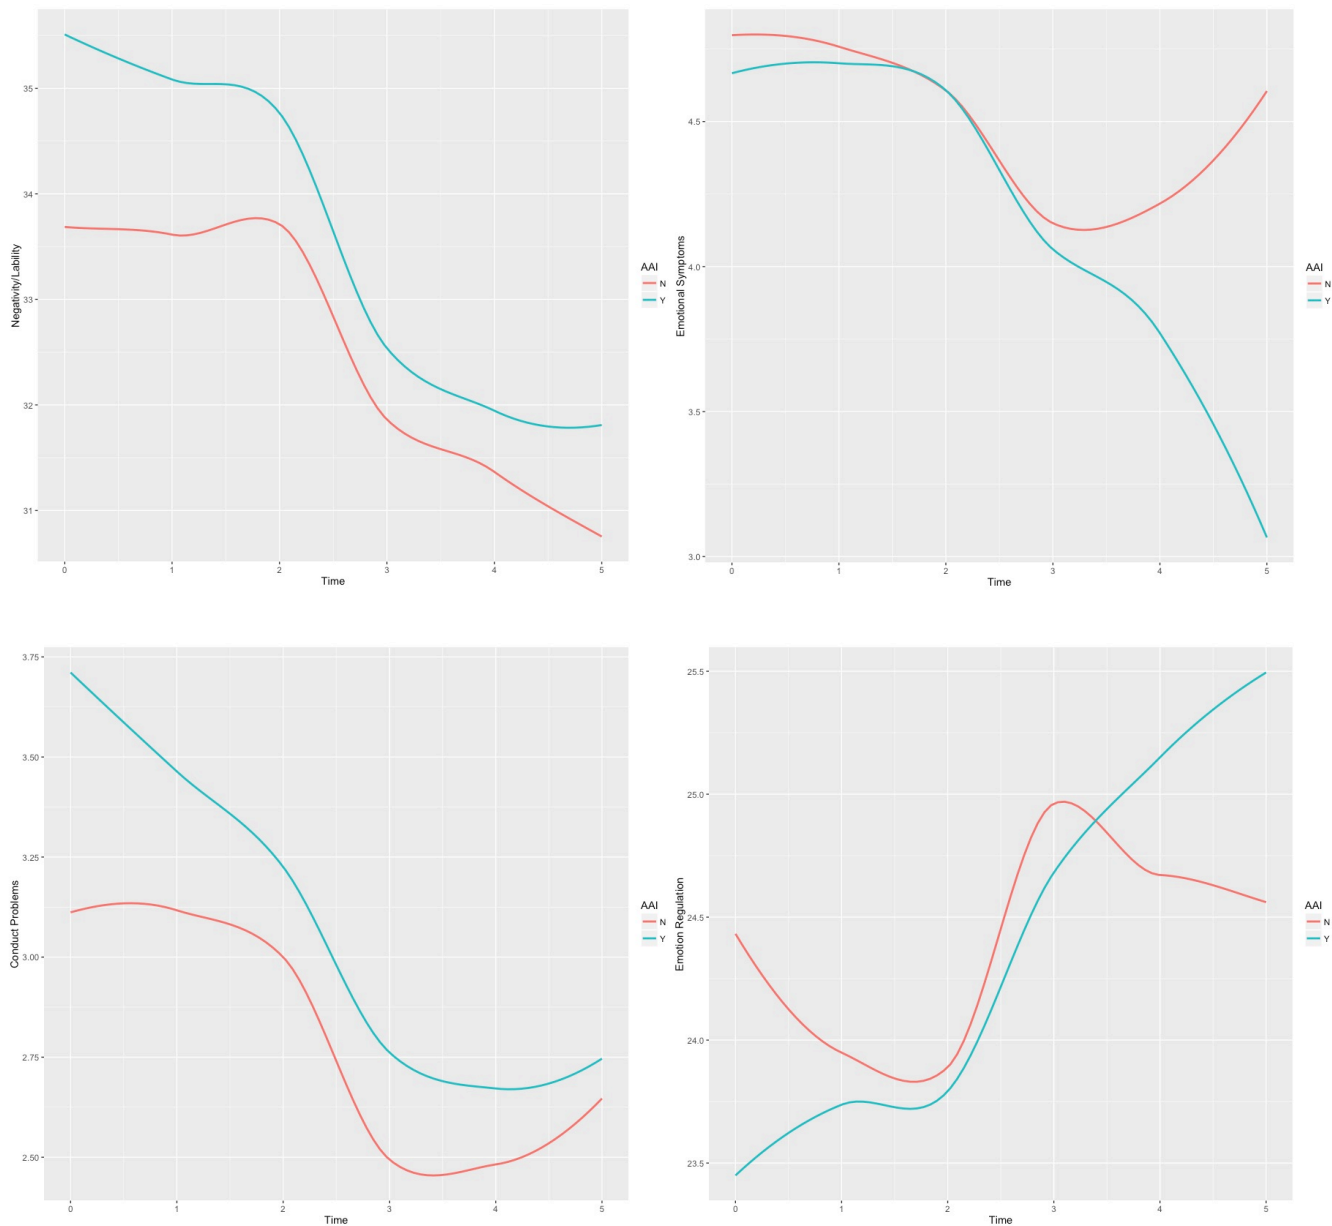 Negativity/Lability
35
34
33
32
31
0 1 2 3 4 5
Time
AAI
N
Y
Emotional Symptoms
4.5
4.0
3.5
3.0
0 1 2 3 4 5
Time
AAI
N
Y
Conduct Problems
3.75
3.50
3.25
3.00
2.75
2.50
0 1 2 3 4 5
Time
AAI
N
Y
Emotion Regulation
25.5
25.0
24.5
24.0
23.5
0 1 2 3 4 5
Time
AAI
N
Y